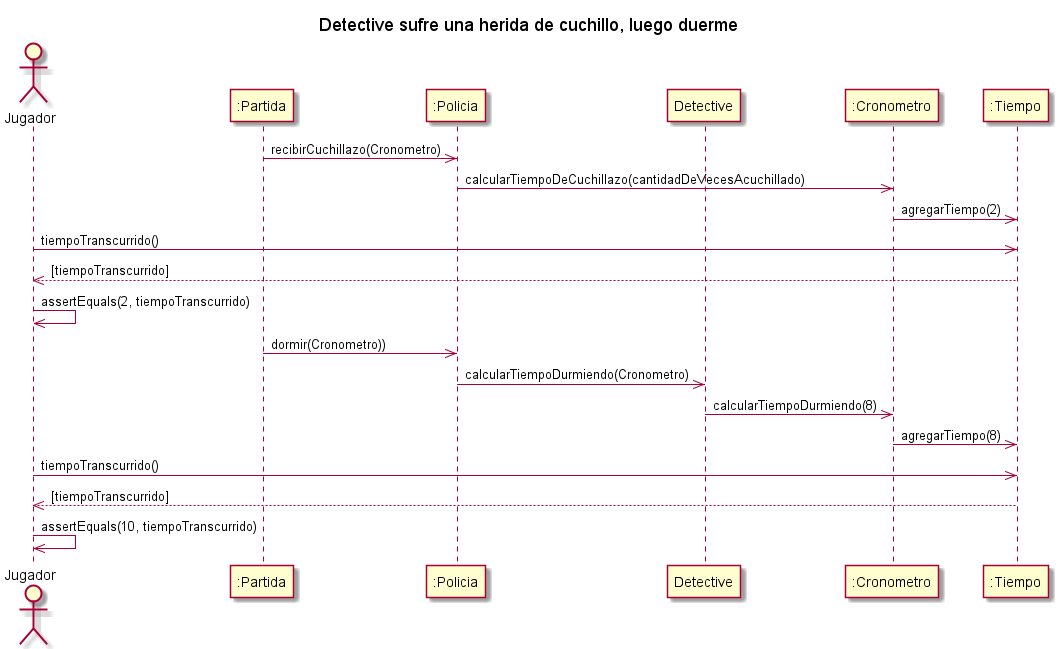 Detective sufre una herida de cuchillo, luego duerme
Jugador
:Partida
:Policia
Detective
:Cronometro
:Tiempo
recibirCuchillazo(Cronometro)
calcularTiempoDeCuchillazo(cantidadDeVecesAcuchillado)
agregarTiempo(2)
tiempoTranscurrido()
[tiempoTranscurrido]
assertEquals(2, tiempoTranscurrido)
dormir(Cronometro))
calcularTiempoDurmiendo(Cronometro)
calcularTiempoDurmiendo(8)
agregarTiempo(8)
tiempoTranscurrido()
[tiempoTranscurrido]
assertEquals(10, tiempoTranscurrido)
Jugador
:Partida
:Policia
Detective
:Cronometro
:Tiempo